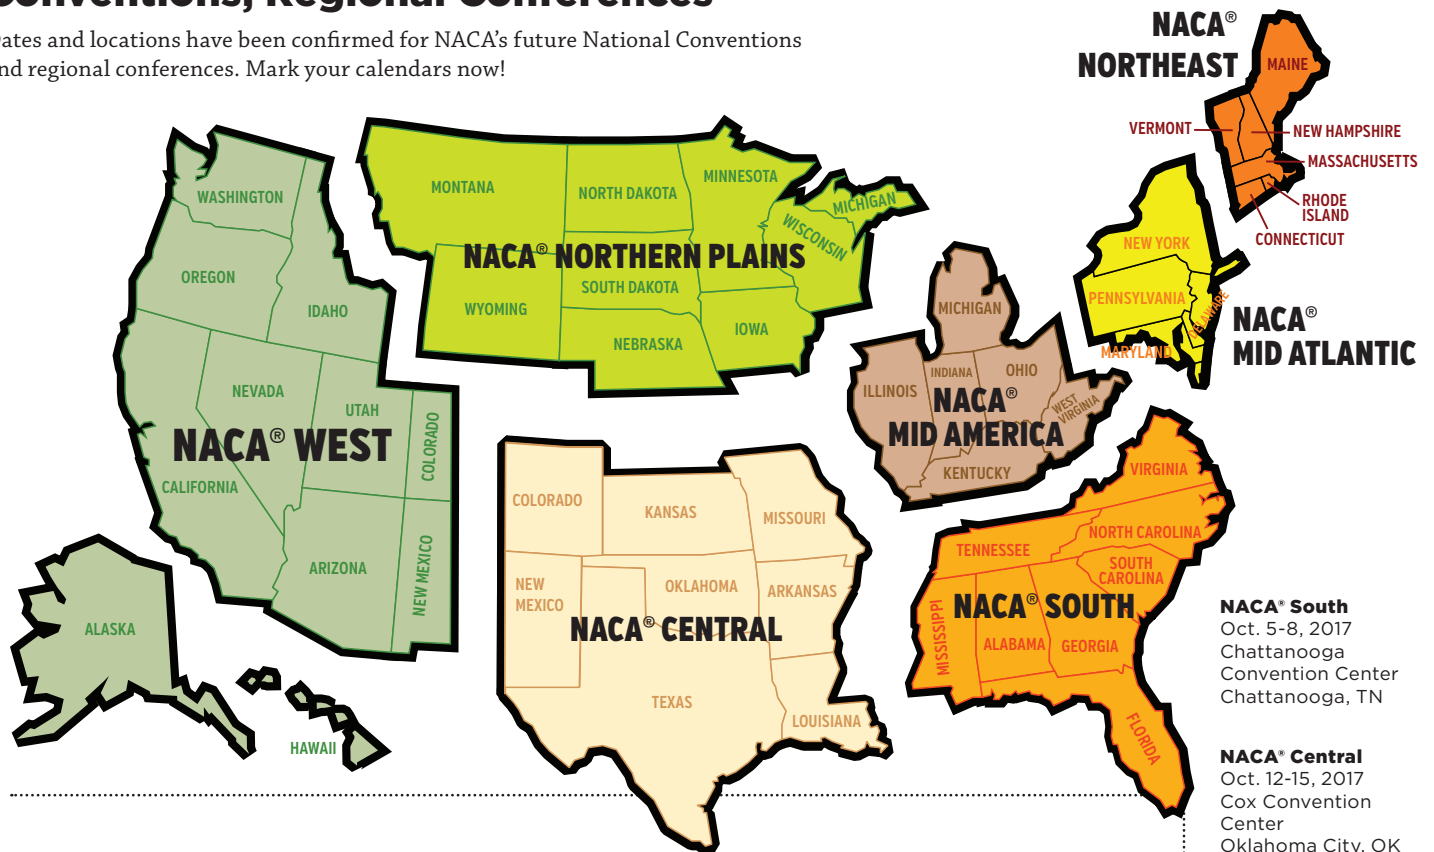 Conventions, Regional Conferences
ates and locations have been confirmed for NACA’s future National Conventions
nd regional conferences. Mark your calendars now!
NACA®
NORTHEAST
MAINE
VERMONT
NEW HAMPSHIRE
MASSACHUSETTS
RHODE
ISLAND
CONNECTICUT
WASHINGTON
OREGON
IDAHO
NEVADA
UTAH
COLORADO
NACA® WEST
CALIFORNIA
ARIZONA
NEW MEXICO
ALASKA
HAWAII
MONTANA
NORTH DAKOTA
MINNESOTA
MICHIGAN
WISCONSIN
NACA® NORTHERN PLAINS
SOUTH DAKOTA
WYOMING
IOWA
NEBRASKA
NEW YORK
PENNSYLVANIA
DELAWARE
MARYLAND
NACA®
MID ATLANTIC
MICHIGAN
ILLINOIS
INDIANA
OHIO
WEST
VIRGINIA
NACA®
MID AMERICA
KENTUCKY
COLORADO
KANSAS
MISSOURI
NEW
MEXICO
OKLAHOMA
ARKANSAS
NACA® CENTRAL
TEXAS
LOUISIANA
VIRGINIA
NORTH CAROLINA
TENNESSEE
SOUTH
CAROLINA
NACA® SOUTH
MISSISSIPPI
ALABAMA
GEORGIA
FLORIDA
NACA® South
Oct. 5-8, 2017
Chattanooga
Convention Center
Chattanooga, TN
NACA® Central
Oct. 12-15, 2017
Cox Convention
Center
Oklahoma City, OK